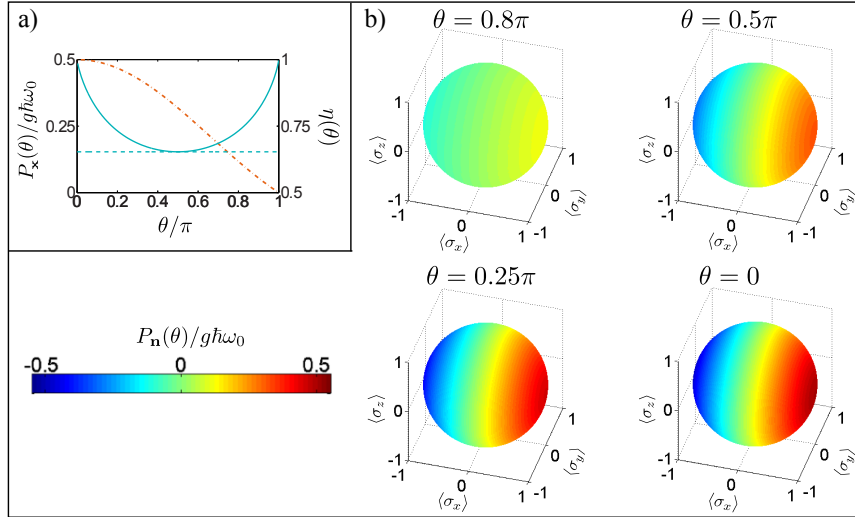 a)
0.5
0.25
0
1
0.75
0.5
P_x(θ)/għω_0
η(θ)
0 0.2 0.4 0.6 0.8 1
θ/π
P_n(θ)/għω_0
-0.5 0 0.5
b)
θ = 0.8π
1
0
-1
⟨σ_z⟩
-1 0 1
⟨σ_x⟩
-1 0 1
⟨σ_y⟩
θ = 0.5π
1
0
-1
⟨σ_z⟩
-1 0 1
⟨σ_x⟩
-1 0 1
⟨σ_y⟩
θ = 0.25π
1
0
-1
⟨σ_z⟩
-1 0 1
⟨σ_x⟩
-1 0 1
⟨σ_y⟩
θ = 0
1
0
-1
⟨σ_z⟩
-1 0 1
⟨σ_x⟩
-1 0 1
⟨σ_y⟩